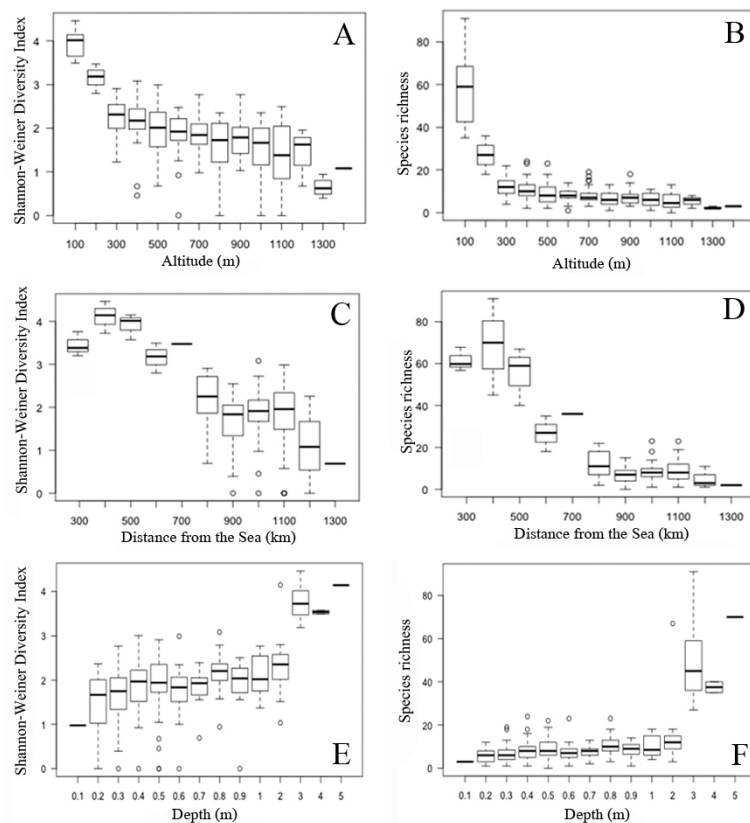 A
Shannon-Weiner Diversity Index
4
3
2
1
0
100 300 500 700 900 1100 1300
Altitude (m)
B
Species richness
80
60
40
20
0
100 300 500 700 900 1100 1300
Altitude (m)
C
Shannon-Weiner Diversity Index
4
3
2
1
0
300 500 700 900 1100 1300
Distance from the Sea (km)
D
Species richness
80
60
40
20
0
300 500 700 900 1100 1300
Distance from the Sea (km)
E
Shannon-Weiner Diversity Index
4
3
2
1
0
0.1 0.2 0.3 0.4 0.5 0.6 0.7 0.8 0.9 1 2 3 4 5
Depth (m)
F
Species richness
80
60
40
20
0
0.1 0.2 0.3 0.4 0.5 0.6 0.7 0.8 0.9 1 2 3 4 5
Depth (m)